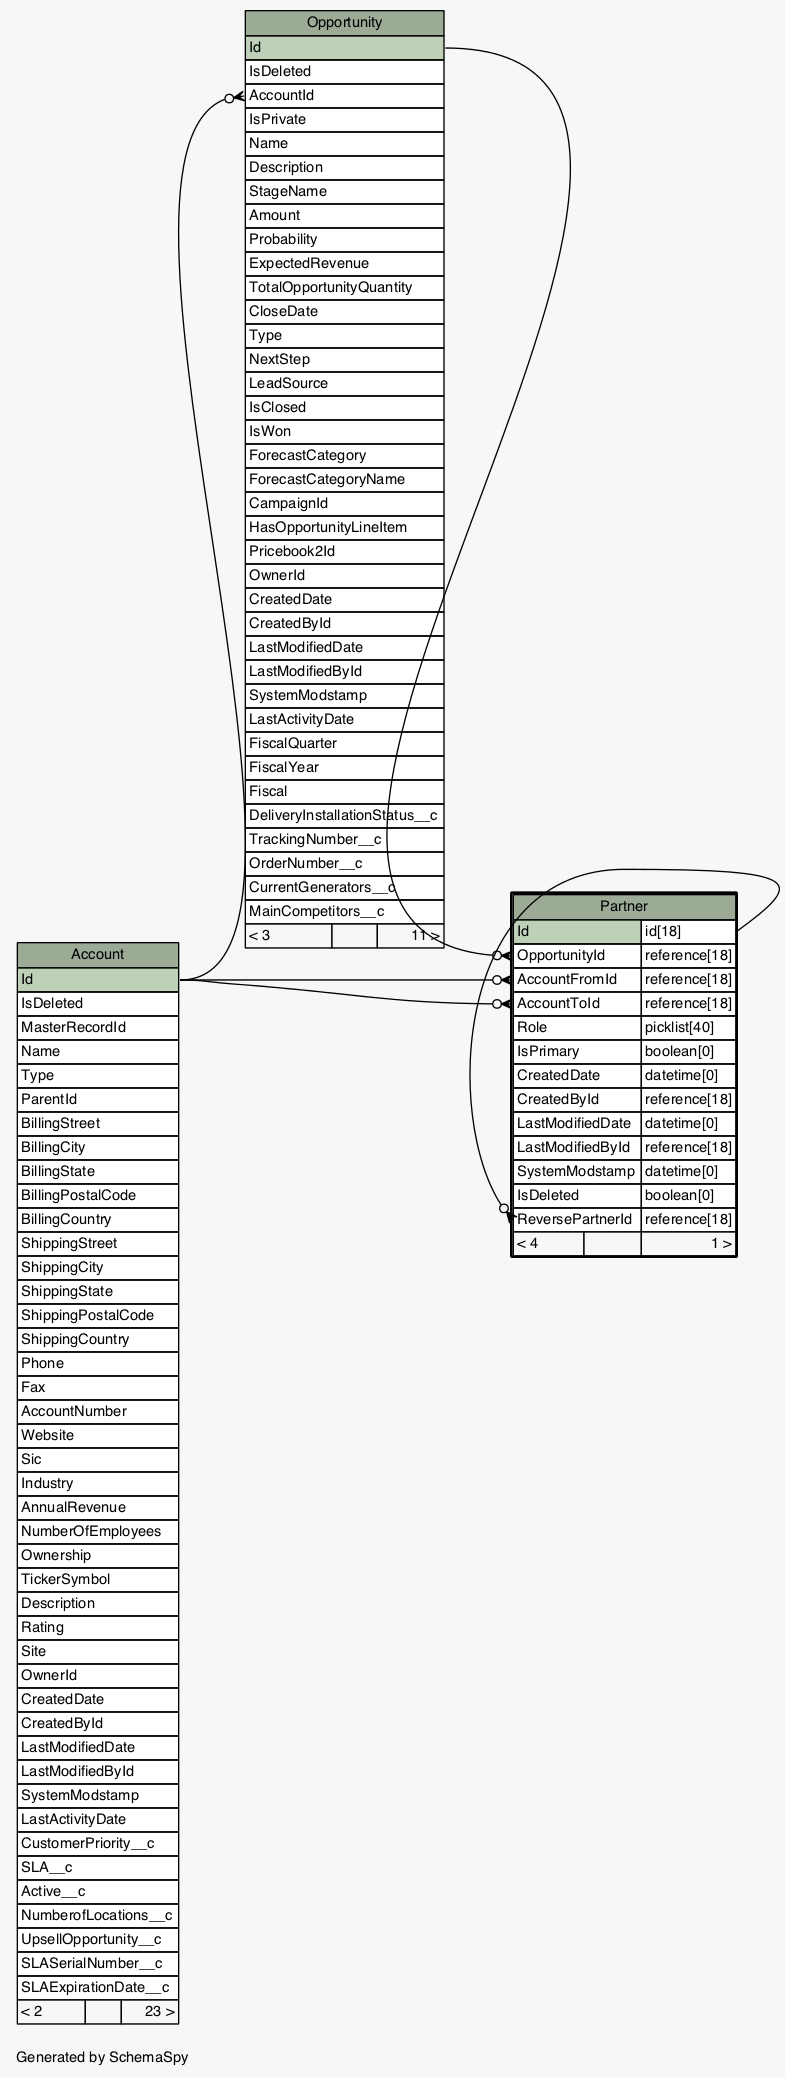 Opportunity
Id
IsDeleted
AccountId
IsPrivate
Name
Description
StageName
Amount
Probability
ExpectedRevenue
TotalOpportunityQuantity
CloseDate
Type
NextStep
LeadSource
IsClosed
IsWon
ForecastCategory
ForecastCategoryName
CampaignId
HasOpportunityLineItem
Pricebook2Id
OwnerId
CreatedDate
CreatedById
LastModifiedDate
LastModifiedById
SystemModstamp
LastActivityDate
FiscalQuarter
FiscalYear
Fiscal
DeliveryInstallationStatus__c
TrackingNumber__c
OrderNumber__c
CurrentGenerators__c
MainCompetitors__c
< 3 11 >
Partner
Id id[18]
OpportunityId reference[18]
AccountFromId reference[18]
AccountToId reference[18]
Role picklist[40]
IsPrimary boolean[0]
CreatedDate datetime[0]
CreatedById reference[18]
LastModifiedDate datetime[0]
LastModifiedById reference[18]
SystemModstamp datetime[0]
IsDeleted boolean[0]
ReversePartnerId reference[18]
< 4 1 >
Account
Id
IsDeleted
MasterRecordId
Name
Type
ParentId
BillingStreet
BillingCity
BillingState
BillingPostalCode
BillingCountry
ShippingStreet
ShippingCity
ShippingState
ShippingPostalCode
ShippingCountry
Phone
Fax
AccountNumber
Website
Sic
Industry
AnnualRevenue
NumberOfEmployees
Ownership
TickerSymbol
Description
Rating
Site
OwnerId
CreatedDate
CreatedById
LastModifiedDate
LastModifiedById
SystemModstamp
LastActivityDate
CustomerPriority__c
SLA__c
Active__c
NumberofLocations__c
UpsellOpportunity__c
SLASerialNumber__c
SLAExpirationDate__c
< 2 23 >
Generated by SchemaSpy